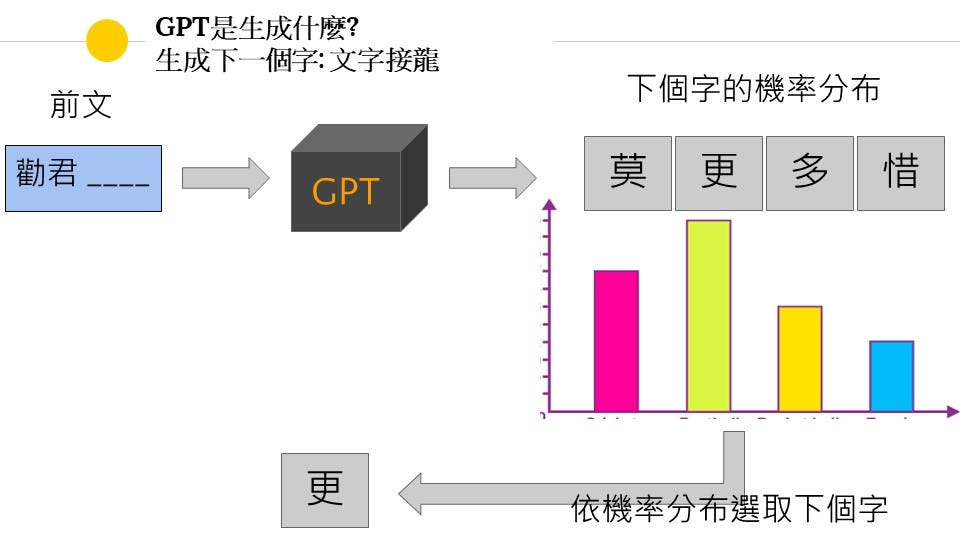 GPT是生成什麼?
生成下一個字: 文字接龍
前文
下個字的機率分布
勸君 ____
GPT
莫 更 多 惜
更
依機率分布選取下個字